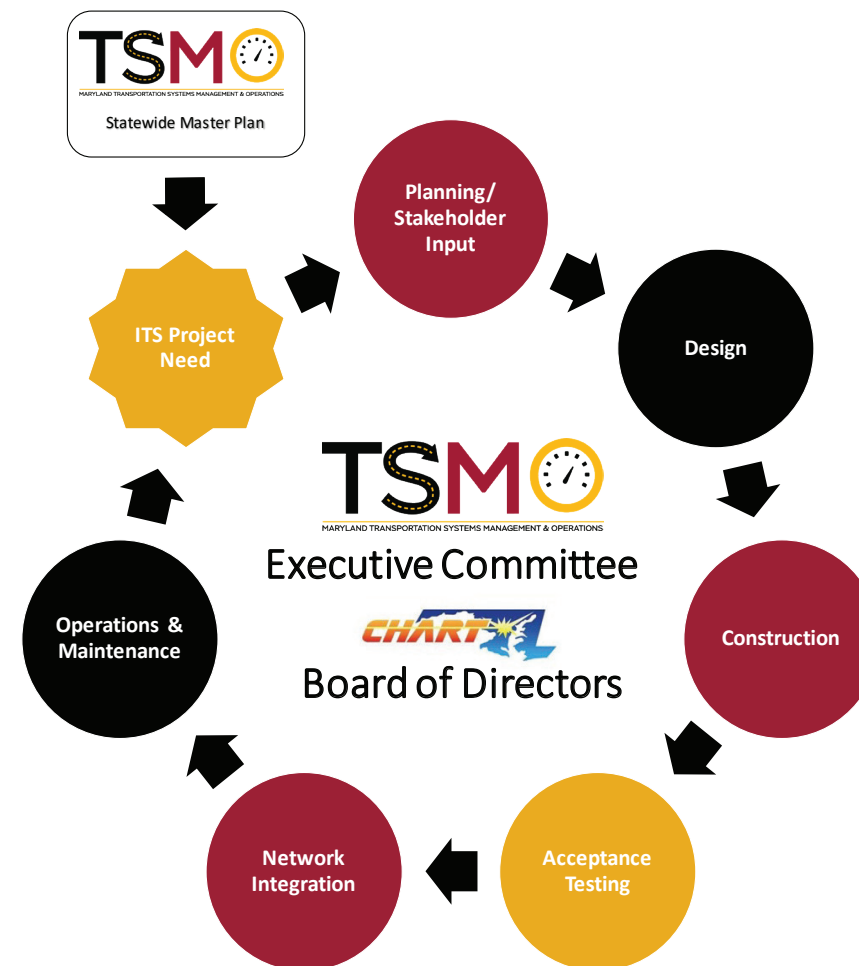 TSMO
MARYLAND TRANSPORTATION SYSTEMS MANAGEMENT & OPERATIONS
Statewide Master Plan
Planning/
Stakeholder
Input
ITS Project
Need
Design
TSMO
MARYLAND TRANSPORTATION SYSTEMS MANAGEMENT & OPERATIONS
Executive Committee
CHART
Board of Directors
Operations &
Maintenance
Construction
Network
Integration
Acceptance
Testing